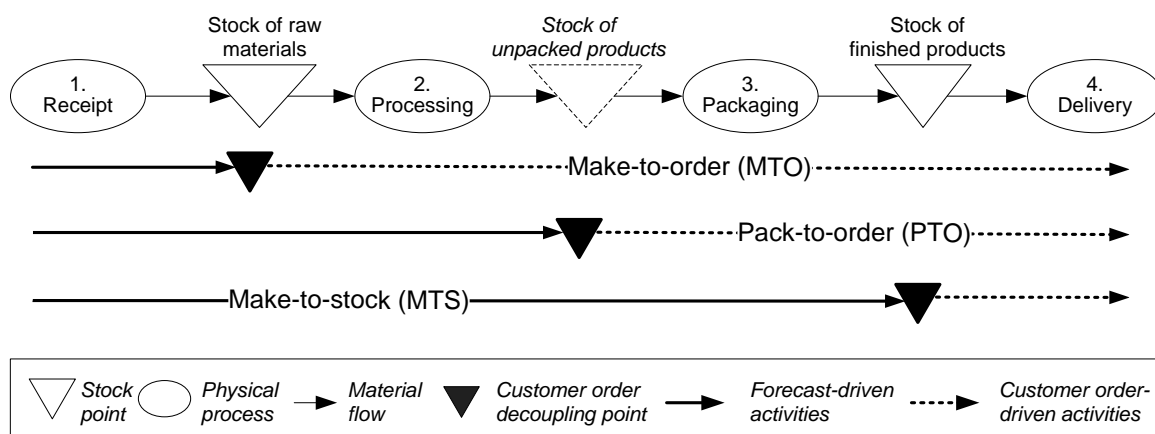 Stock of raw
materials
Stock of
unpacked products
Stock of
finished products
1.
Receipt
2.
Processing
3.
Packaging
4.
Delivery
Make-to-order (MTO)
Pack-to-order (PTO)
Make-to-stock (MTS)
Stock
point
Physical
process
Material
flow
Customer order
decoupling point
Forecast-driven
activities
Customer order-
driven activities